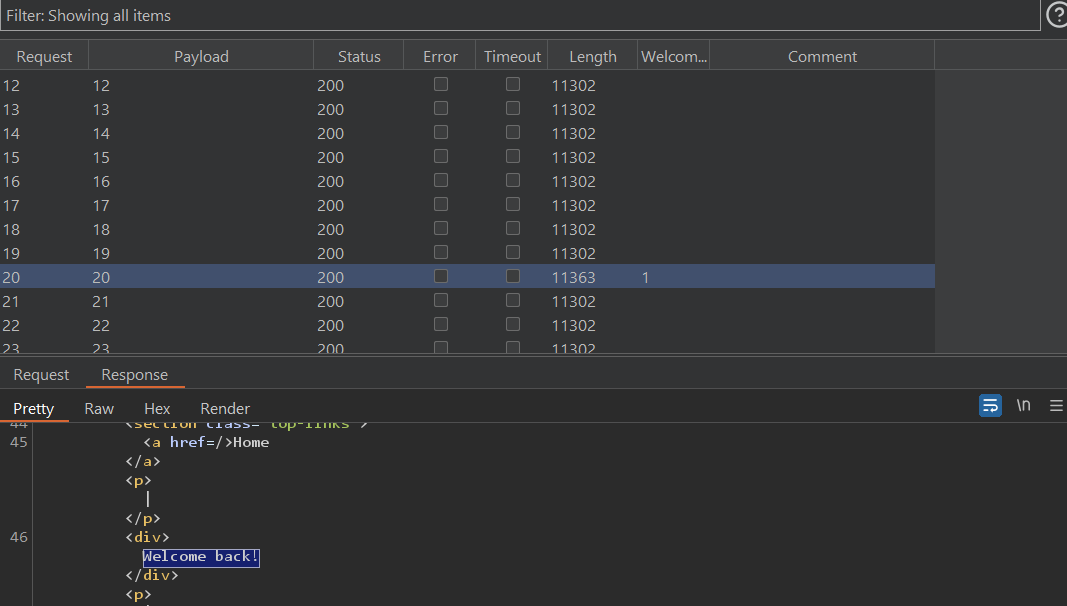 Filter: Showing all items
Request Payload Status Error Timeout Length Welcom... Comment
12 12 200 11302
13 13 200 11302
14 14 200 11302
15 15 200 11302
16 16 200 11302
17 17 200 11302
18 18 200 11302
19 19 200 11302
20 20 200 11363 1
21 21 200 11302
22 22 200 11302
23 23 200 11302
Request Response
Pretty Raw Hex Render \n
44 <section class="top-links">
45 <a href=/>Home
</a>
<p>
|
</p>
46 <div>
Welcome back!
</div>
<p>